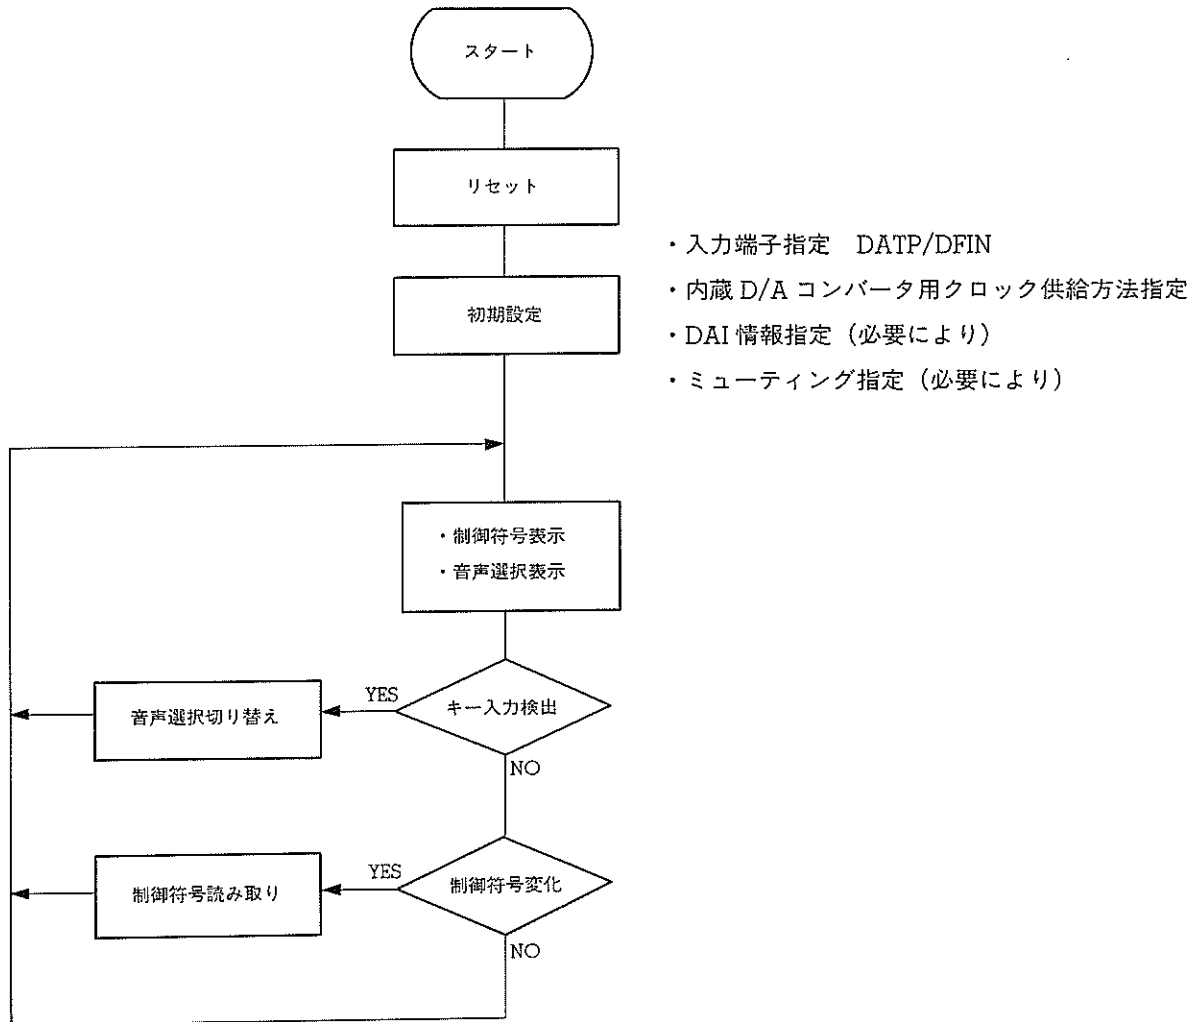 スタート
リセット
初期設定
・入力端子指定　DATP/DFIN
・内蔵 D/A コンバータ用クロック供給方法指定
・DAI 情報指定（必要により）
・ミューティング指定（必要により）
・制御符号表示
・音声選択表示
キー入力検出
YES
音声選択切り替え
NO
制御符号変化
YES
制御符号読み取り
NO